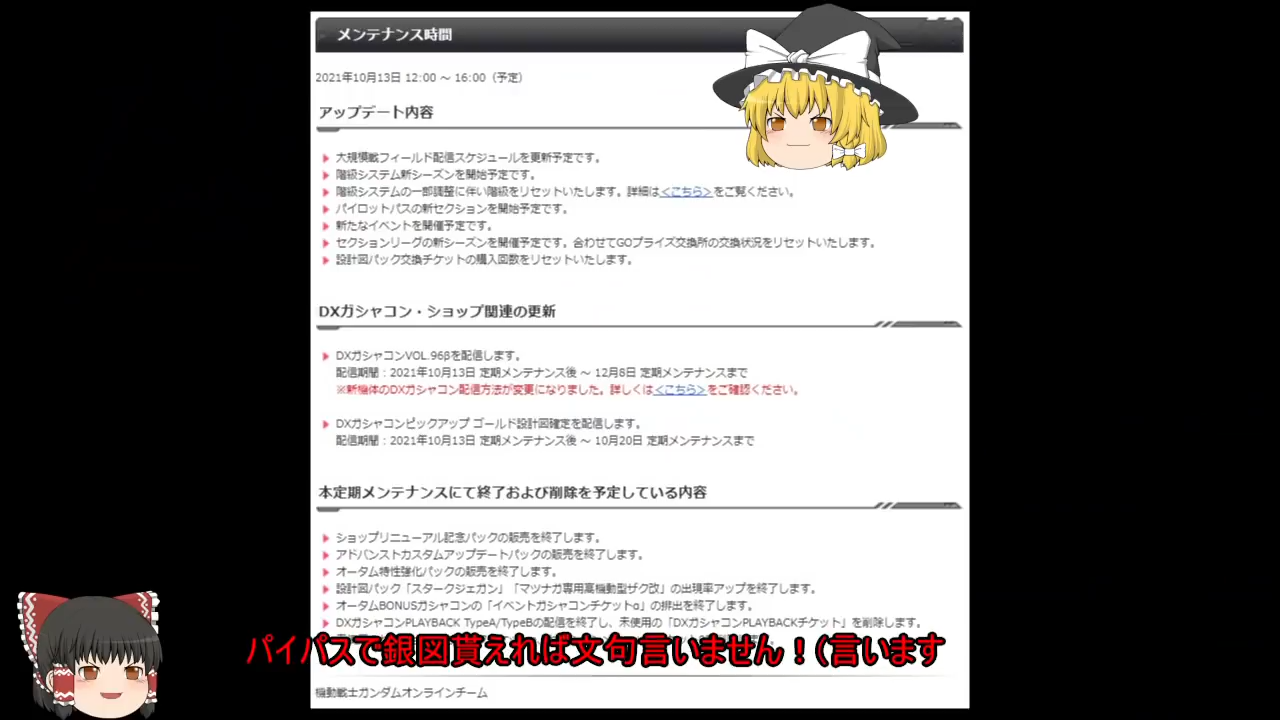 メンテナンス時間
2021年10月13日 12:00 ～ 16:00（予定）
アップデート内容
大規模戦フィールド配信スケジュールを更新予定です。
階級システム新シーズンを開始予定です。
階級システムの一部調整に伴い階級をリセットいたします。詳細は＜こちら＞をご覧ください。
パイロットパスの新セクションを開始予定です。
新たなイベントを開催予定です。
セクションリーグの新シーズンを開催予定です。合わせてGOプライズ交換所の交換状況をリセットいたします。
設計図パック交換チケットの購入回数をリセットいたします。
DXガシャコン・ショップ関連の更新
DXガシャコンVOL.96βを配信します。
配信期間：2021年10月13日 定期メンテナンス後 ～ 12月8日 定期メンテナンスまで
※新機体のDXガシャコン配信方法が変更になりました。詳しくは＜こちら＞をご確認ください。
DXガシャコンピックアップ ゴールド設計図確定を配信します。
配信期間：2021年10月13日 定期メンテナンス後 ～ 10月20日 定期メンテナンスまで
本定期メンテナンスにて終了および削除を予定している内容
ショップリニューアル記念パックの販売を終了します。
アドバンストカスタムアップデートパックの販売を終了します。
オータム特性強化パックの販売を終了します。
設計図パック「スタークジェガン」「マツナガ専用高機動型ザク改」の出現率アップを終了します。
オータムBONUSガシャコンの「イベントガシャコンチケットα」の排出を終了します。
DXガシャコンPLAYBACK TypeA/TypeBの配信を終了し、未使用の「DXガシャコンPLAYBACKチケット」を削除します。
パイパスで銀図貰えれば文句言いません！（言います
機動戦士ガンダムオンラインチーム